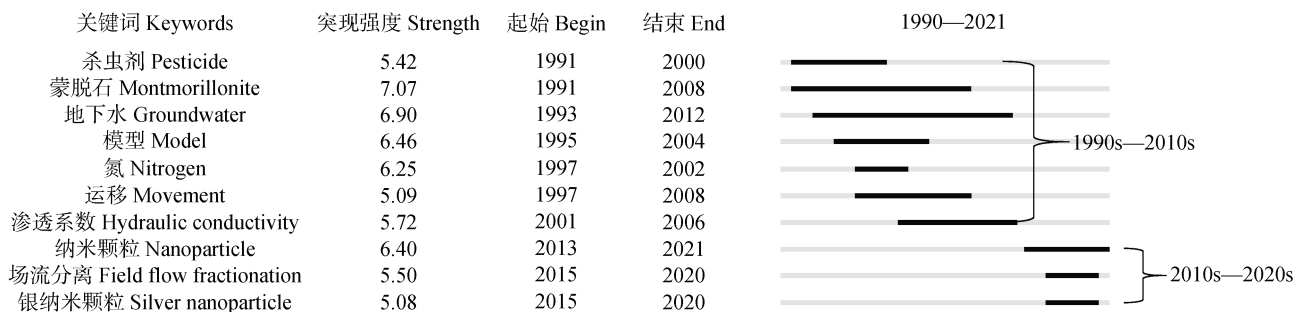 关键词 Keywords 突现强度 Strength 起始 Begin 结束 End 1990—2021
杀虫剂 Pesticide 5.42 1991 2000
蒙脱石 Montmorillonite 7.07 1991 2008
地下水 Groundwater 6.90 1993 2012
模型 Model 6.46 1995 2004
1990s—2010s
氮 Nitrogen 6.25 1997 2002
运移 Movement 5.09 1997 2008
渗透系数 Hydraulic conductivity 5.72 2001 2006
纳米颗粒 Nanoparticle 6.40 2013 2021
场流分离 Field flow fractionation 5.50 2015 2020
2010s—2020s
银纳米颗粒 Silver nanoparticle 5.08 2015 2020